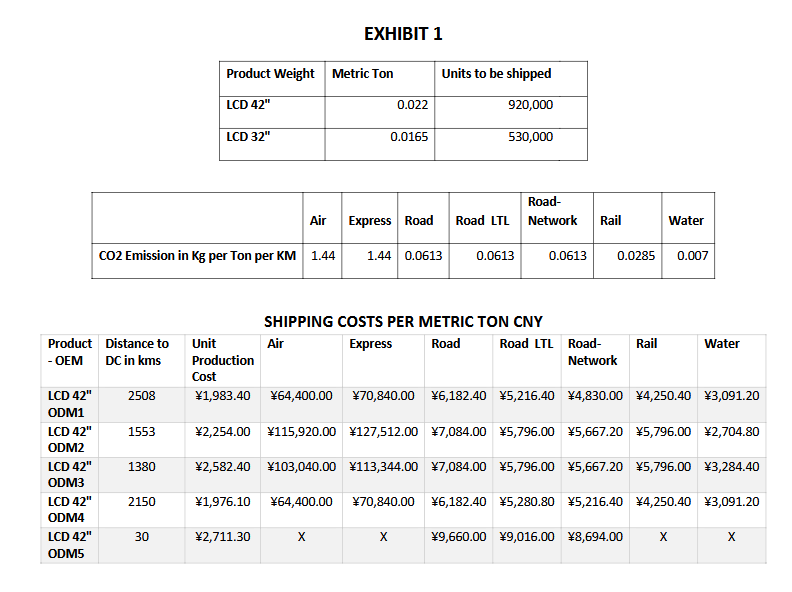 EXHIBIT 1
Product Weight Metric Ton Units to be shipped
LCD 42" 0.022 920,000
LCD 32" 0.0165 530,000
Road-
Air Express Road Road LTL Network Rail Water
CO2 Emission in Kg per Ton per KM 1.44 1.44 0.0613 0.0613 0.0613 0.0285 0.007
SHIPPING COSTS PER METRIC TON CNY
Product Distance to Unit Air Express Road Road LTL Road- Rail Water
- OEM DC in kms Production Network
Cost
LCD 42" 2508 ¥1,983.40 ¥64,400.00 ¥70,840.00 ¥6,182.40 ¥5,216.40 ¥4,830.00 ¥4,250.40 ¥3,091.20
ODM1
LCD 42" 1553 ¥2,254.00 ¥115,920.00 ¥127,512.00 ¥7,084.00 ¥5,796.00 ¥5,667.20 ¥5,796.00 ¥2,704.80
ODM2
LCD 42" 1380 ¥2,582.40 ¥103,040.00 ¥113,344.00 ¥7,084.00 ¥5,796.00 ¥5,667.20 ¥5,796.00 ¥3,284.40
ODM3
LCD 42" 2150 ¥1,976.10 ¥64,400.00 ¥70,840.00 ¥6,182.40 ¥5,280.80 ¥5,216.40 ¥4,250.40 ¥3,091.20
ODM4
LCD 42" 30 ¥2,711.30 X X ¥9,660.00 ¥9,016.00 ¥8,694.00 X X
ODM5